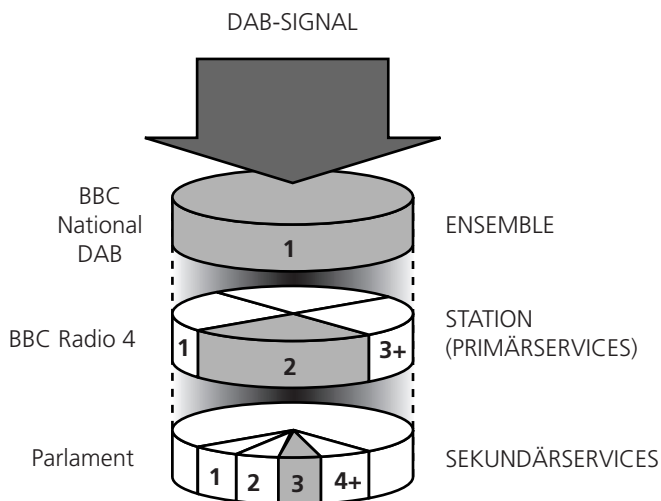 DAB-SIGNAL
BBC
National
DAB
1
ENSEMBLE
BBC Radio 4
1
2
3+
STATION
(PRIMÄRSERVICES)
Parlament
1
2
3
4+
SEKUNDÄRSERVICES